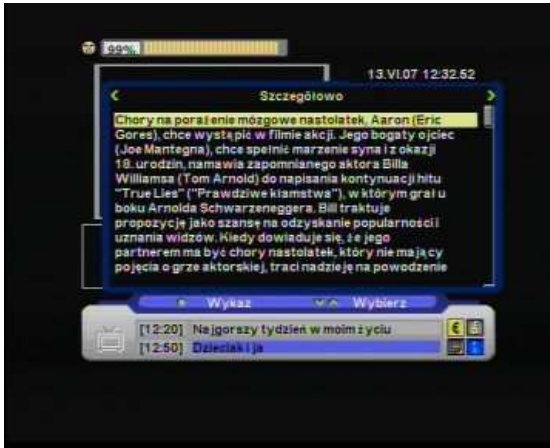 99%
13.VI.07 12:32.52
Szczegółowo
Chory na porażenie mózgowe nastolatek, Aaron (Eric
Gores), chce wystąpic w filmie akcji. Jego bogaty ojciec
(Joe Mantegna), chce spełnić marzenie syna i z okazji
18. urodzin, namawia zapomnianego aktora Billa
Williamsa (Tom Arnold) do napisania kontynuacji hitu
"True Lies" ("Prawdziwe kłamstwa"), w którym grał u
boku Arnolda Schwarzeneggera. Bill traktuje
propozycję jako szansę na odzyskanie popularności i
uznania widzów. Kiedy dowiaduje się, że jego
partnerem ma być chory nastolatek, który nie ma jący
pojęcia o grze aktorskiej, traci nadzieję na powodzenie
Wykaz Wybierz
[12:20] Najgorszy tydzień w moim życiu
[12:50] Dzieciak i ja